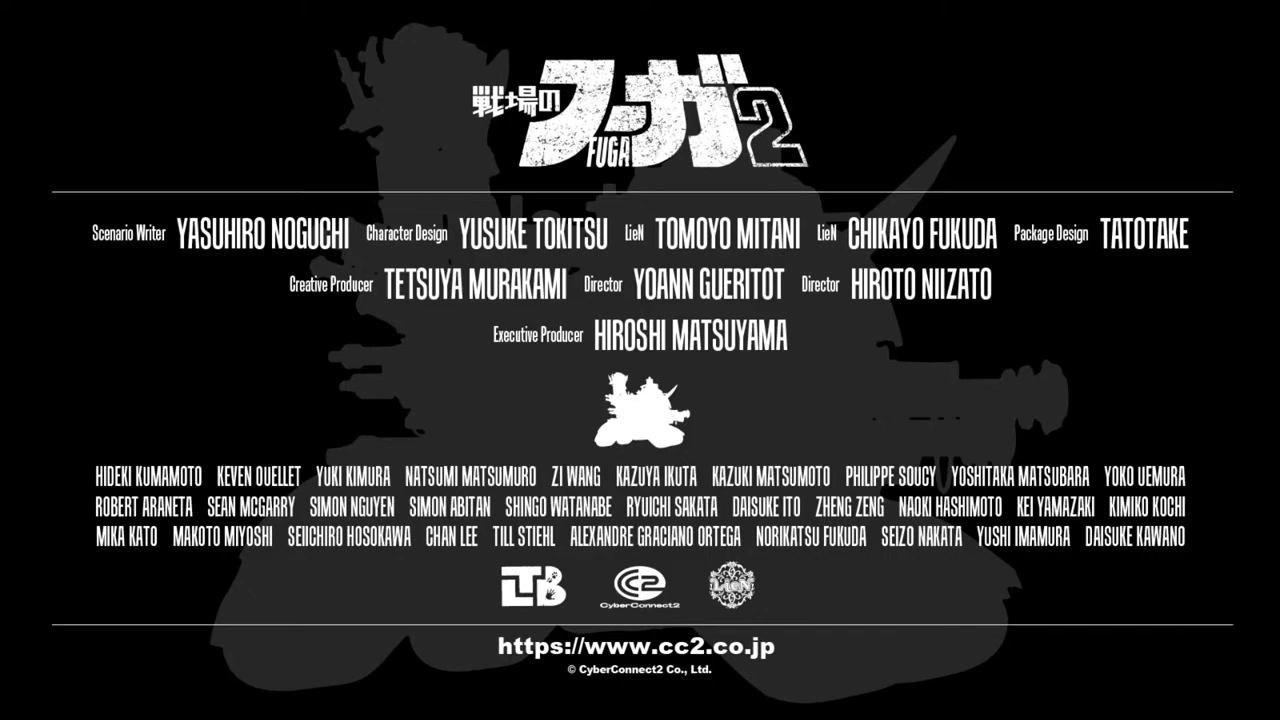 戦場のフーガ2
FUGA
Scenario Writer YASUHIRO NOGUCHI Character Design YUSUKE TOKITSU LieN TOMOYO MITANI LieN CHIKAYO FUKUDA Package Design TATOTAKE
Creative Producer TETSUYA MURAKAMI Director YOANN GUERITOT Director HIROTO NIIZATO
Executive Producer HIROSHI MATSUYAMA
HIDEKI KUMAMOTO KEVEN OUELLET YUKI KIMURA NATSUMI MATSUMURO ZI WANG KAZUYA IKUTA KAZUKI MATSUMOTO PHILIPPE SOUCY YOSHITAKA MATSUBARA YOKO UEMURA
ROBERT ARANETA SEAN MCGARRY SIMON NGUYEN SIMON ABITAN SHINGO WATANABE RYUICHI SAKATA DAISUKE ITO ZHENG ZENG NAOKI HASHIMOTO KEI YAMAZAKI KIMIKO KOCHI
MIKA KATO MAKOTO MIYOSHI SEIICHIRO HOSOKAWA CHAN LEE TILL STIEHL ALEXANDRE GRACIANO ORTEGA NORIKATSU FUKUDA SEIZO NAKATA YUSHI IMAMURA DAISUKE KAWANO
LTB CC2 CyberConnect2 LieN
https://www.cc2.co.jp
© CyberConnect2 Co., Ltd.